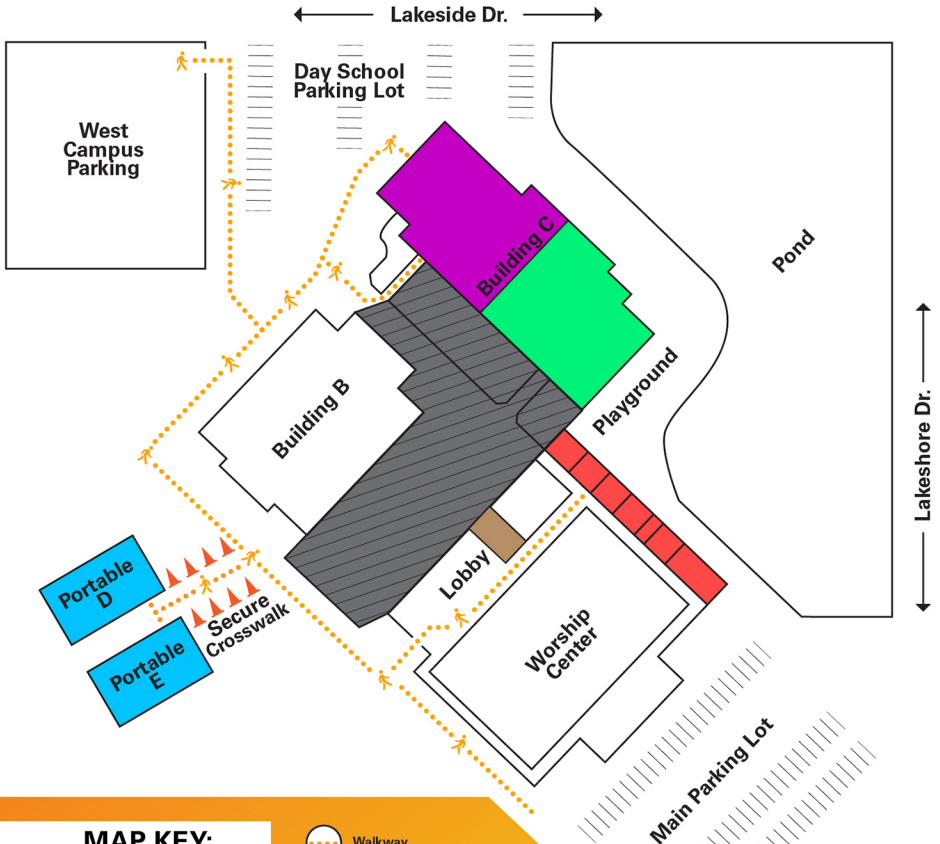 Lakeside Dr.
Day School
Parking Lot
West
Campus
Parking
Building C
Pond
Building B
Playground
Lakeshore Dr.
Lobby
Portable
D
Secure
Crosswalk
Portable
E
Worship
Center
Main Parking Lot
MAP KEY:
Walkway